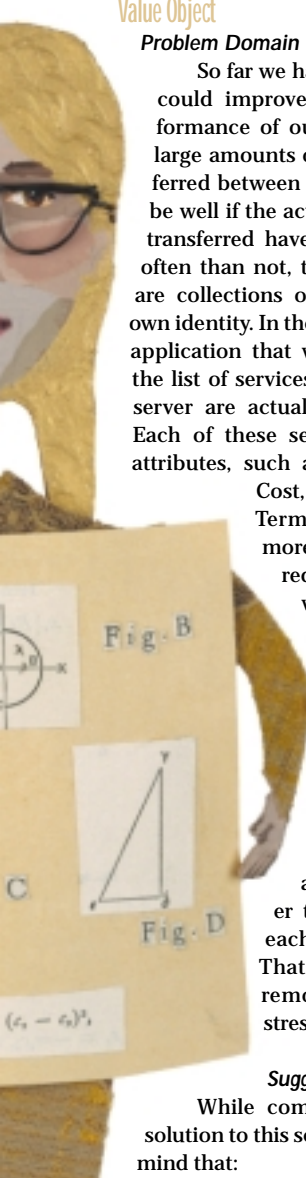 Value Object
Problem Domain
So far we ha
could improve
formance of ou
large amounts o
ferred between
be well if the ac
transferred have
often than not, t
are collections o
own identity. In the
application that w
the list of services
server are actual
Each of these se
attributes, such a
Cost,
Term
more
rec
Fig. B
x
C
y
Fig. D
a
er t
each
That
remo
stres
Sugg
While com
solution to this so
mind that: